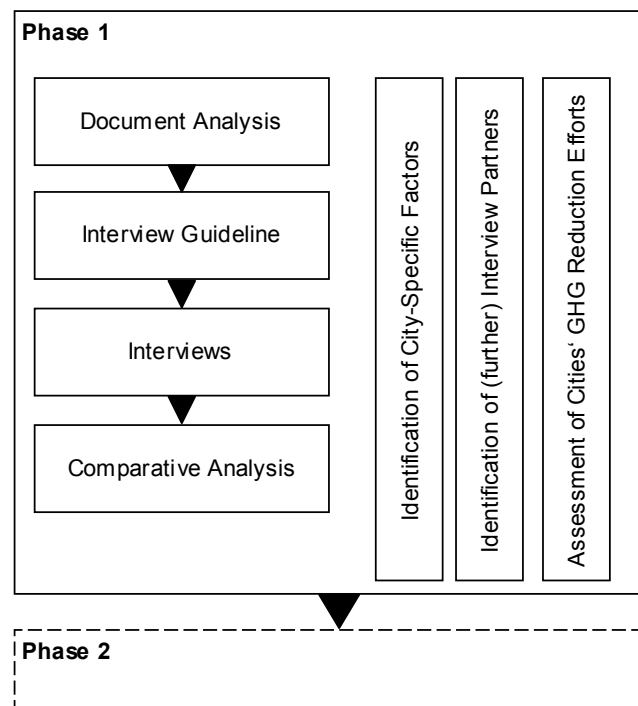 Phase 1
Document Analysis
Interview Guideline
Interviews
Comparative Analysis
Identification of City-Specific Factors
Identification of (further) Interview Partners
Assessment of Cities‘ GHG Reduction Efforts
Phase 2